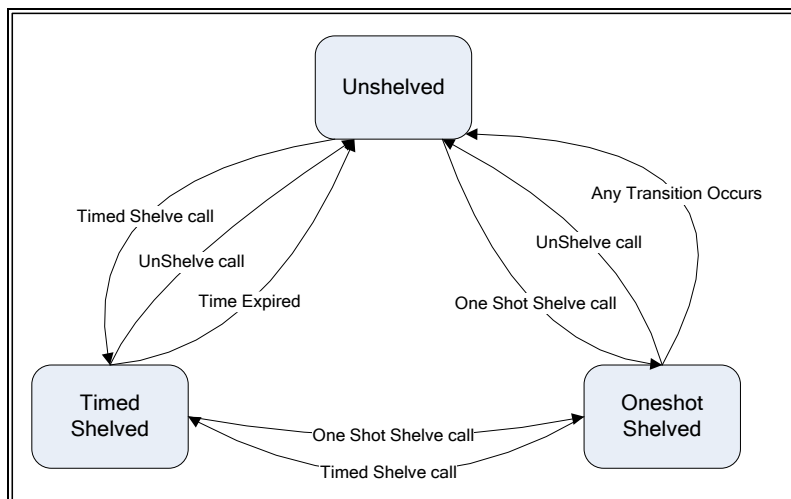 Unshelved
Timed Shelve call
Any Transition Occurs
UnShelve call
UnShelve call
Time Expired
One Shot Shelve call
Timed
Shelved
Oneshot
Shelved
One Shot Shelve call
Timed Shelve call